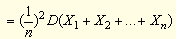 = (1/n)² D(X₁ + X₂ + ... + Xₙ)